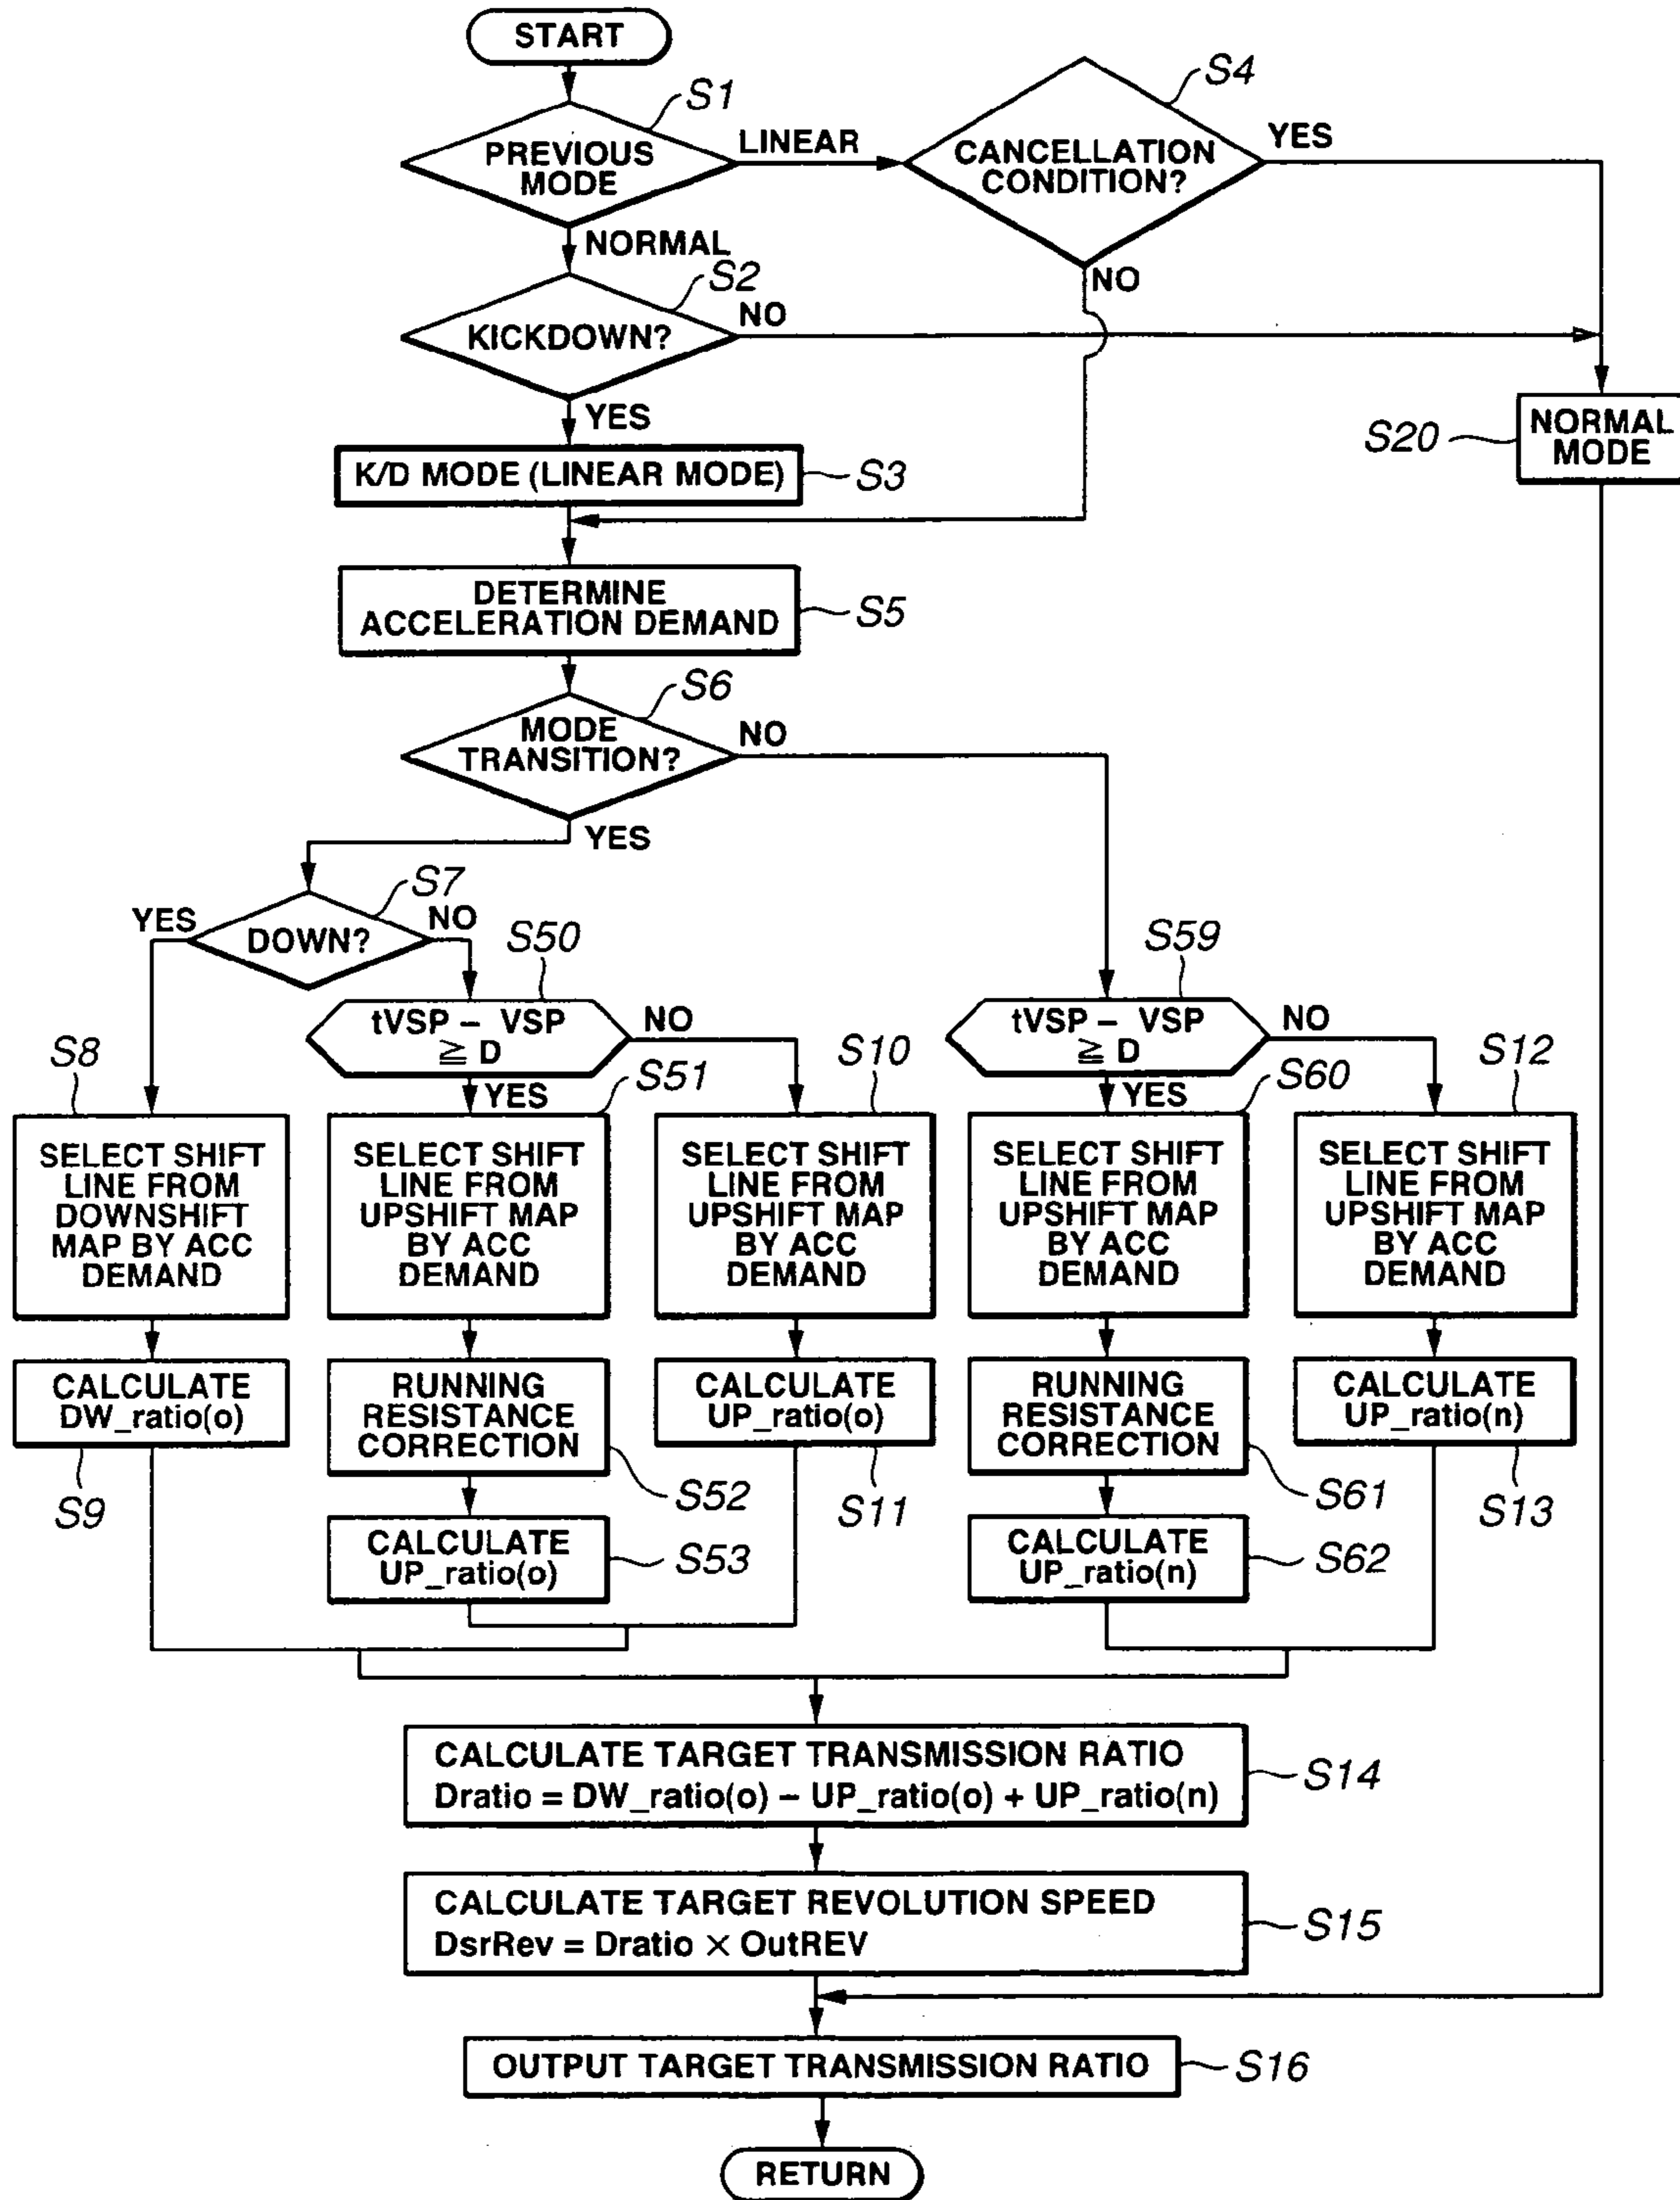 START
S1
PREVIOUS
MODE
LINEAR
S4
CANCELLATION
CONDITION?
YES
NORMAL
NO
S2
KICKDOWN?
NO
YES
S20
NORMAL
MODE
K/D MODE (LINEAR MODE)
S3
DETERMINE
ACCELERATION DEMAND
S5
S6
MODE
TRANSITION?
NO
YES
S7
YES
DOWN?
NO
S50
tVSP – VSP
≧ D
NO
YES
S59
tVSP – VSP
≧ D
NO
YES
S8
SELECT SHIFT
LINE FROM
DOWNSHIFT
MAP BY ACC
DEMAND
S51
SELECT SHIFT
LINE FROM
UPSHIFT MAP
BY ACC
DEMAND
S10
SELECT SHIFT
LINE FROM
UPSHIFT MAP
BY ACC
DEMAND
S60
SELECT SHIFT
LINE FROM
UPSHIFT MAP
BY ACC
DEMAND
S12
SELECT SHIFT
LINE FROM
UPSHIFT MAP
BY ACC
DEMAND
CALCULATE
DW_ratio(o)
S9
RUNNING
RESISTANCE
CORRECTION
S52
CALCULATE
UP_ratio(o)
S11
RUNNING
RESISTANCE
CORRECTION
S61
CALCULATE
UP_ratio(n)
S13
CALCULATE
UP_ratio(o)
S53
CALCULATE
UP_ratio(n)
S62
CALCULATE TARGET TRANSMISSION RATIO
Dratio = DW_ratio(o) – UP_ratio(o) + UP_ratio(n)
S14
CALCULATE TARGET REVOLUTION SPEED
DsrRev = Dratio × OutREV
S15
OUTPUT TARGET TRANSMISSION RATIO
S16
RETURN